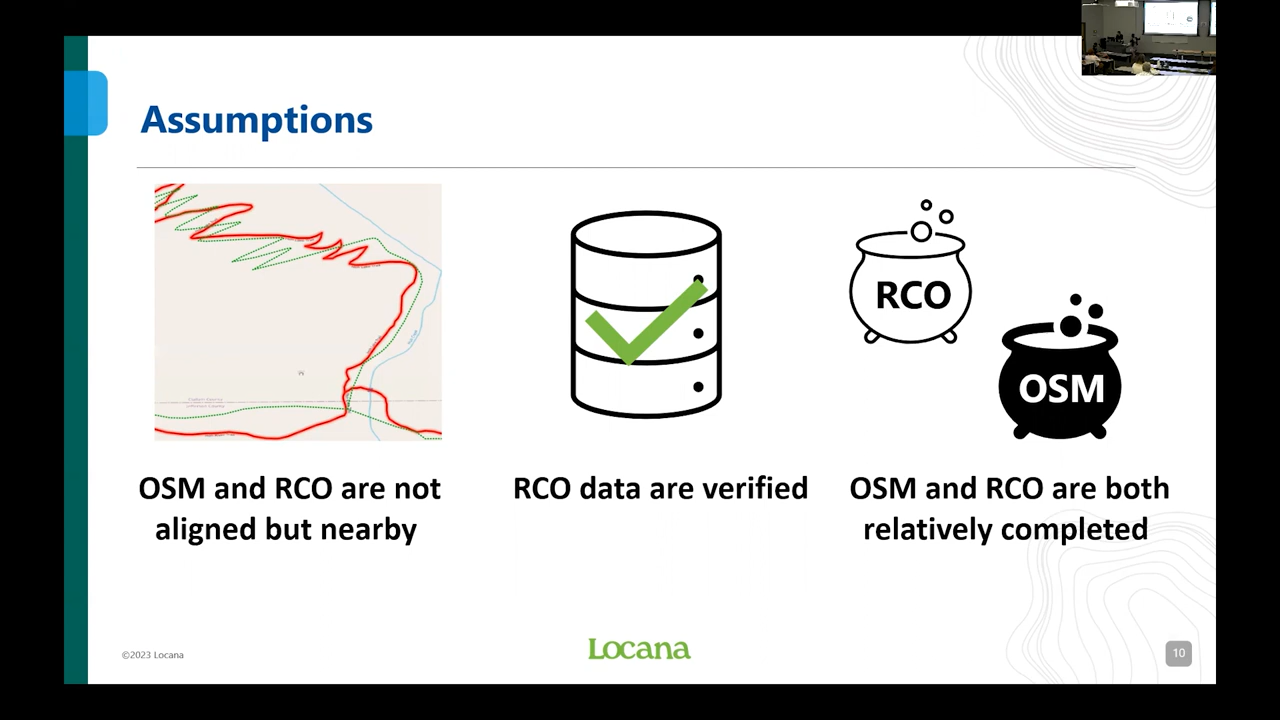 Assumptions
RCO
OSM
OSM and RCO are not
aligned but nearby
RCO data are verified
OSM and RCO are both
relatively completed
©2023 Locana
Locana
10